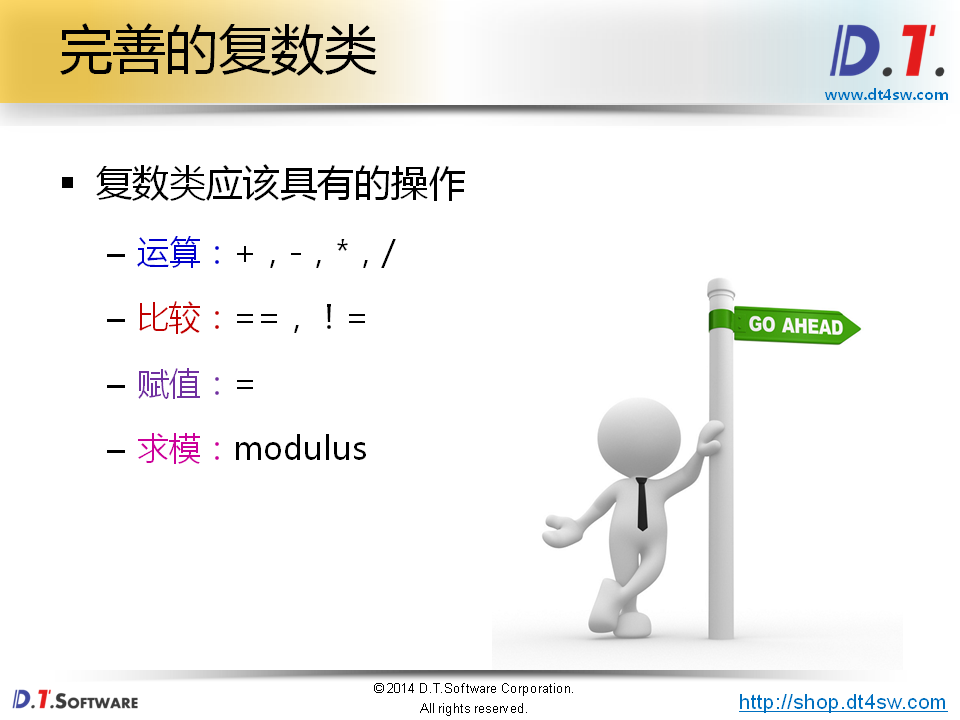 完善的复数类
D.T.
www.dt4sw.com
▪ 复数类应该具有的操作
– 运算：+ , - , * , /
– 比较：== , ！=
– 赋值：=
– 求模：modulus
GO AHEAD
D.T.SOFTWARE
©2014 D.T.Software Corporation.
All rights reserved.
http://shop.dt4sw.com